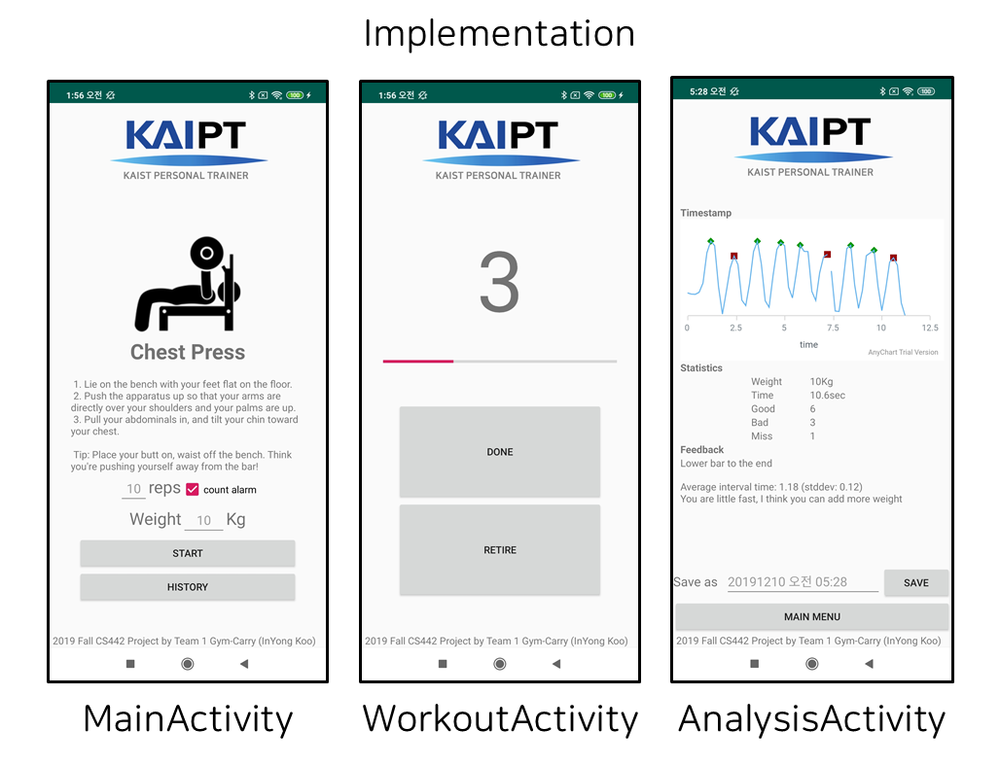 Implementation
1:56 오전
100
KAIPT
KAIST PERSONAL TRAINER
Chest Press
1. Lie on the bench with your feet flat on the floor.
2. Push the apparatus up so that your arms are
directly over your shoulders and your palms are up.
3. Pull your abdominals in, and tilt your chin toward
your chest.
Tip: Place your butt on, waist off the bench. Think
you're pushing yourself away from the bar!
10 reps count alarm
Weight 10 Kg
START
HISTORY
2019 Fall CS442 Project by Team 1 Gym-Carry (InYong Koo)
MainActivity
1:56 오전
100
KAIPT
KAIST PERSONAL TRAINER
3
DONE
RETIRE
2019 Fall CS442 Project by Team 1 Gym-Carry (InYong Koo)
WorkoutActivity
5:28 오전
100
KAIPT
KAIST PERSONAL TRAINER
Timestamp
0 2.5 5 7.5 10 12.5
time
AnyChart Trial Version
Statistics
Weight 10Kg
Time 10.6sec
Good 6
Bad 3
Miss 1
Feedback
Lower bar to the end
Average interval time: 1.18 (stddev: 0.12)
You are little fast, I think you can add more weight
Save as 20191210 오전 05:28 SAVE
MAIN MENU
2019 Fall CS442 Project by Team 1 Gym-Carry (InYong Koo)
AnalysisActivity